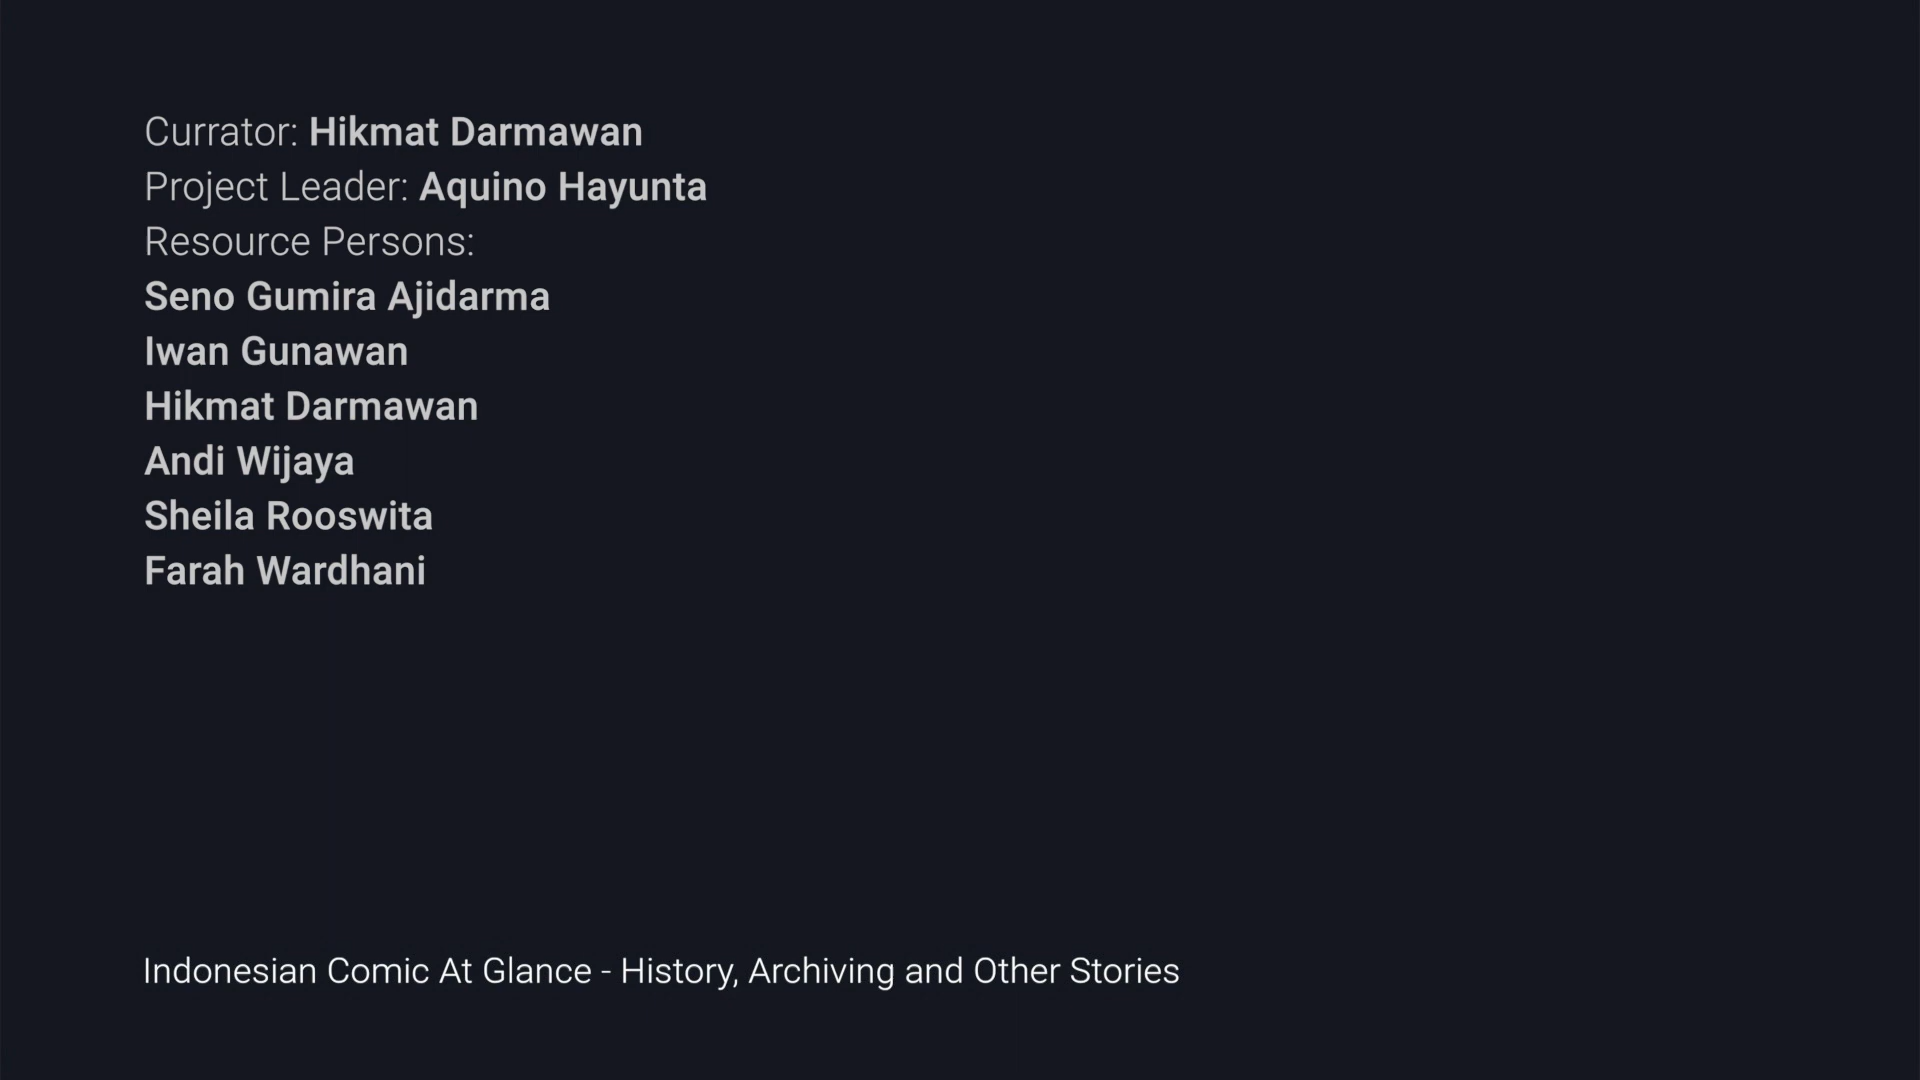 Currator: Hikmat Darmawan
Project Leader: Aquino Hayunta
Resource Persons:
Seno Gumira Ajidarma
Iwan Gunawan
Hikmat Darmawan
Andi Wijaya
Sheila Rooswita
Farah Wardhani
Indonesian Comic At Glance - History, Archiving and Other Stories